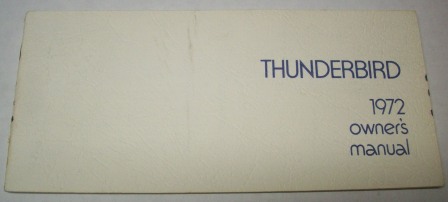 THUNDERBIRD
1972
owner's
manual